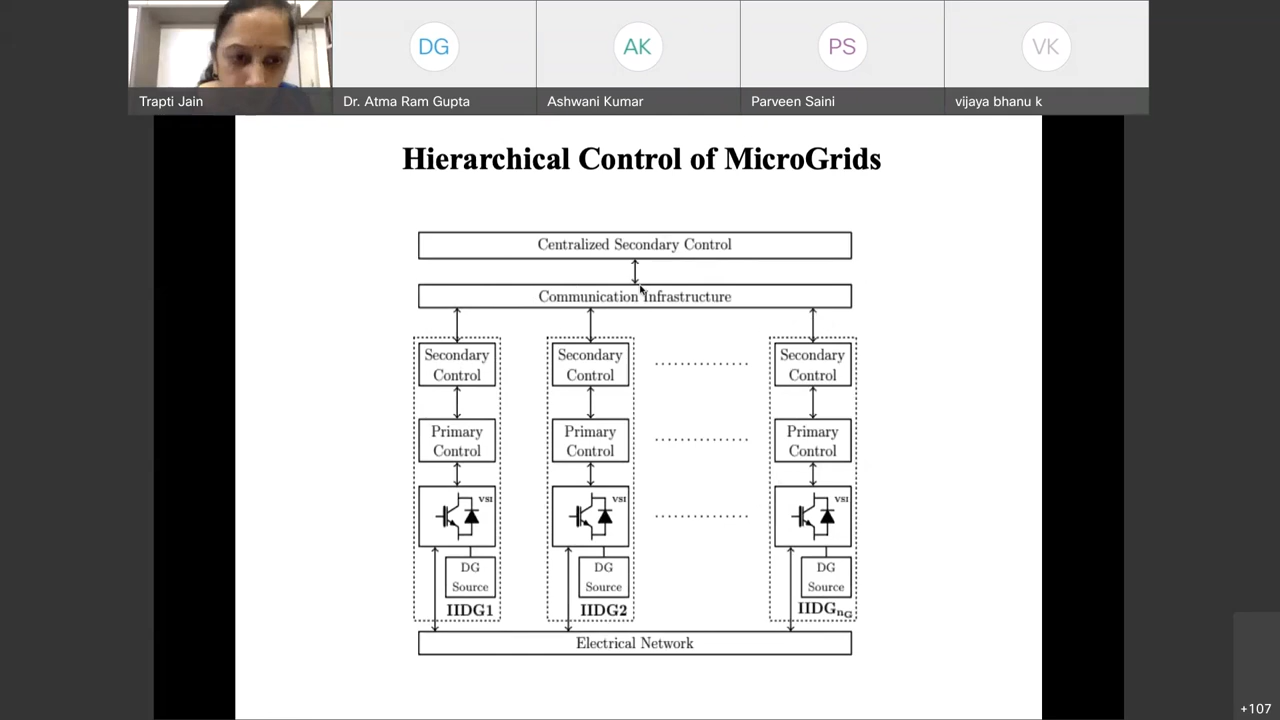 DG
AK
PS
VK
Trapti Jain
Dr. Atma Ram Gupta
Ashwani Kumar
Parveen Saini
vijaya bhanu k
Hierarchical Control of MicroGrids
Centralized Secondary Control
Communication Infrastructure
Secondary
Control
Secondary
Control
Secondary
Control
Primary
Control
Primary
Control
Primary
Control
VSI
VSI
VSI
DG
Source
DG
Source
DG
Source
IIDG1
IIDG2
IIDGnG
Electrical Network
+107